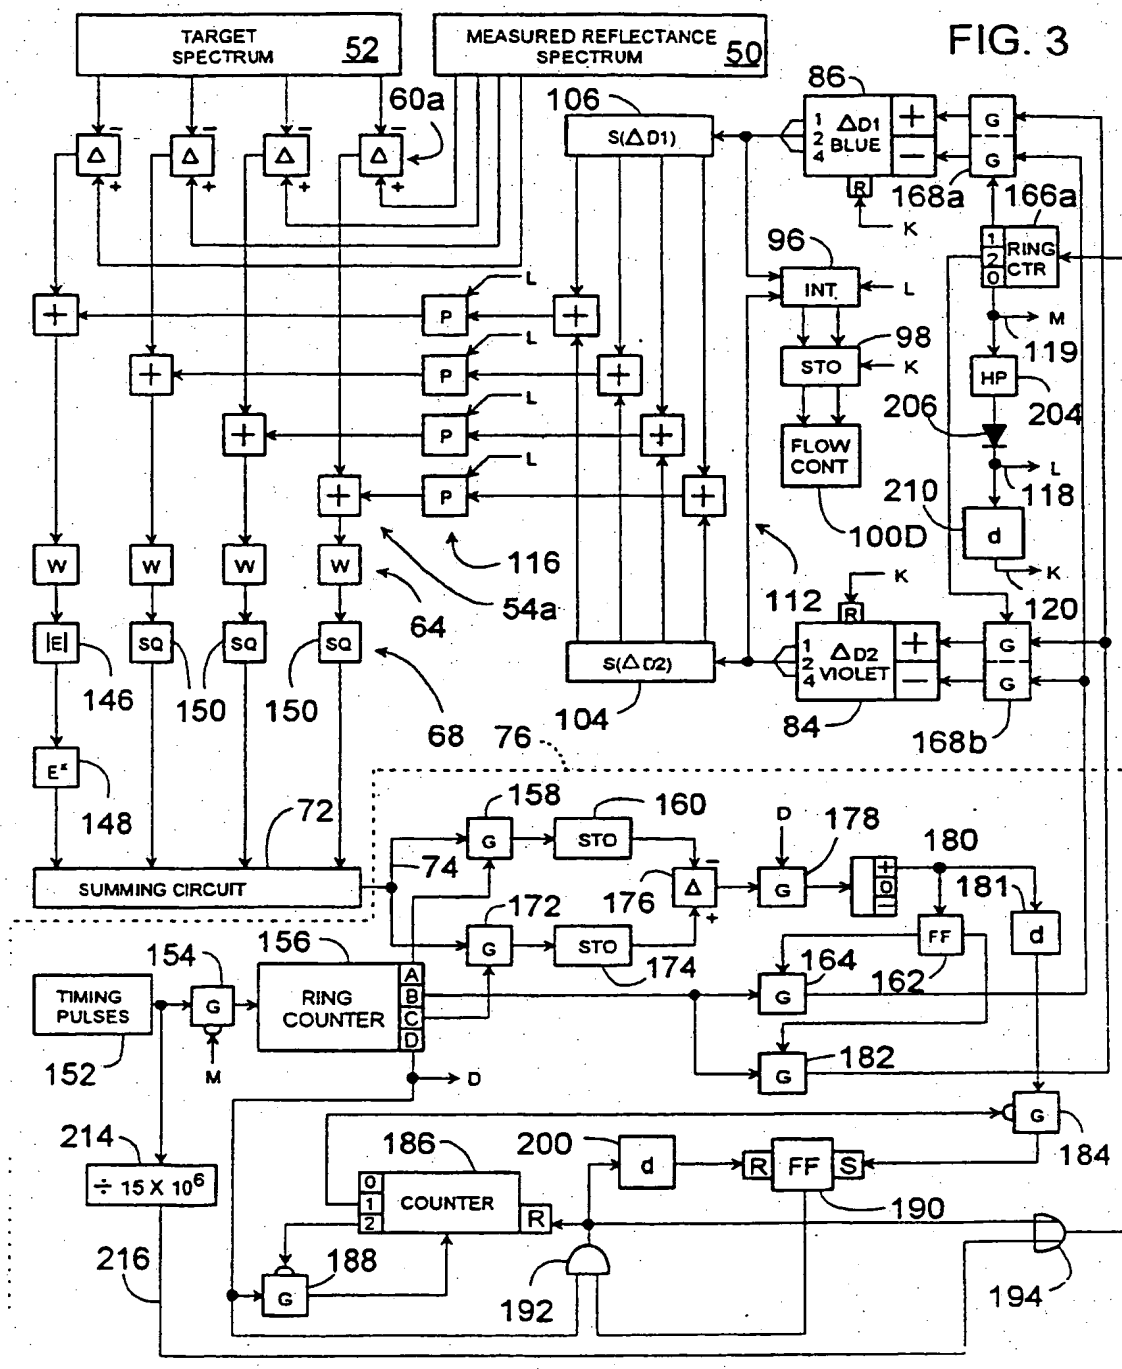 FIG. 3
TARGET
SPECTRUM 52
MEASURED REFLECTANCE
SPECTRUM 50
60a
Δ − +
Δ − +
Δ − +
Δ − +
106
S(ΔD1)
86
1
2
4
ΔD1
BLUE
+
−
R
K
G
G
168a
166a
1
2
0
RING
CTR
M
119
HP
204
206
L
118
210
d
K
120
96
INT.
L
98
STO
K
FLOW
CONT
100D
112
+ P L +
+ P L +
+ P L +
+ P L +
116
54a
W W W W
64
|E| SQ SQ SQ
146 150 150
68
E×
148
S(ΔD2)
104
K
R
1
2
4
ΔD2
VIOLET
+
−
84
G
G
168b
76
72
SUMMING CIRCUIT
74
158
G
160
STO
172
G
STO
174
176
Δ
−
+
D
178
G
+
0
−
180
181
d
FF
162
164
G
182
G
154
156
TIMING
PULSES
152
G
M
RING
COUNTER
A
B
C
D
D
G
184
214
÷ 15 X 10⁶
216
186
0
1
2
COUNTER
R
188
G
200
d
R FF S
190
192
194